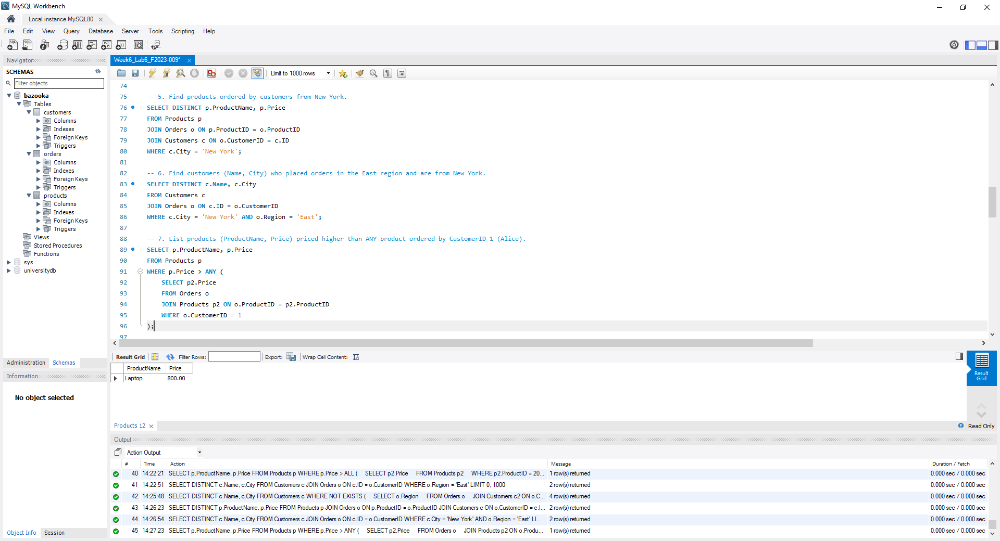 MySQL Workbench
Local instance MySQL80
File Edit View Query Database Server Tools Scripting Help
Navigator
SCHEMAS
Filter objects
bazooka
Tables
customers
Columns
Indexes
Foreign Keys
Triggers
orders
Columns
Indexes
Foreign Keys
Triggers
products
Columns
Indexes
Foreign Keys
Triggers
Views
Stored Procedures
Functions
sys
universitydb
Administration Schemas
Information
No object selected
Object Info Session
Week6_Lab6_F2023-009*
Limit to 1000 rows
74
75 -- 5. Find products ordered by customers from New York.
76 SELECT DISTINCT p.ProductName, p.Price
77 FROM Products p
78 JOIN Orders o ON p.ProductID = o.ProductID
79 JOIN Customers c ON o.CustomerID = c.ID
80 WHERE c.City = 'New York';
81
82 -- 6. Find customers (Name, City) who placed orders in the East region and are from New York.
83 SELECT DISTINCT c.Name, c.City
84 FROM Customers c
85 JOIN Orders o ON c.ID = o.CustomerID
86 WHERE c.City = 'New York' AND o.Region = 'East';
87
88 -- 7. List products (ProductName, Price) priced higher than ANY product ordered by CustomerID 1 (Alice).
89 SELECT p.ProductName, p.Price
90 FROM Products p
91 WHERE p.Price > ANY (
92 SELECT p2.Price
93 FROM Orders o
94 JOIN Products p2 ON o.ProductID = p2.ProductID
95 WHERE o.CustomerID = 1
96 );
97
Result Grid Filter Rows: Export: Wrap Cell Content:
ProductName Price
Laptop 800.00
Result Grid
Products 12
Read Only
Output
Action Output
# Time Action Message Duration / Fetch
40 14:22:21 SELECT p.ProductName, p.Price FROM Products p WHERE p.Price > ALL ( SELECT p2.Price FROM Products p2 WHERE p2.ProductID = 20... 1 row(s) returned 0.000 sec / 0.000 sec
41 14:22:51 SELECT DISTINCT c.Name, c.City FROM Customers c JOIN Orders o ON c.ID = o.CustomerID WHERE o.Region = 'East' LIMIT 0, 1000 2 row(s) returned 0.000 sec / 0.000 sec
42 14:25:48 SELECT DISTINCT c.Name, c.City FROM Customers c WHERE NOT EXISTS ( SELECT o.Region FROM Orders o JOIN Customers c2 ON o.C... 4 row(s) returned 0.000 sec / 0.000 sec
43 14:26:23 SELECT DISTINCT p.ProductName, p.Price FROM Products p JOIN Orders o ON p.ProductID = o.ProductID JOIN Customers c ON o.CustomerID = c.I... 2 row(s) returned 0.000 sec / 0.000 sec
44 14:26:54 SELECT DISTINCT c.Name, c.City FROM Customers c JOIN Orders o ON c.ID = o.CustomerID WHERE c.City = 'New York' AND o.Region = 'East' LI... 2 row(s) returned 0.000 sec / 0.000 sec
45 14:27:23 SELECT p.ProductName, p.Price FROM Products p WHERE p.Price > ANY ( SELECT p2.Price FROM Orders o JOIN Products p2 ON o.Produ... 1 row(s) returned 0.000 sec / 0.000 sec